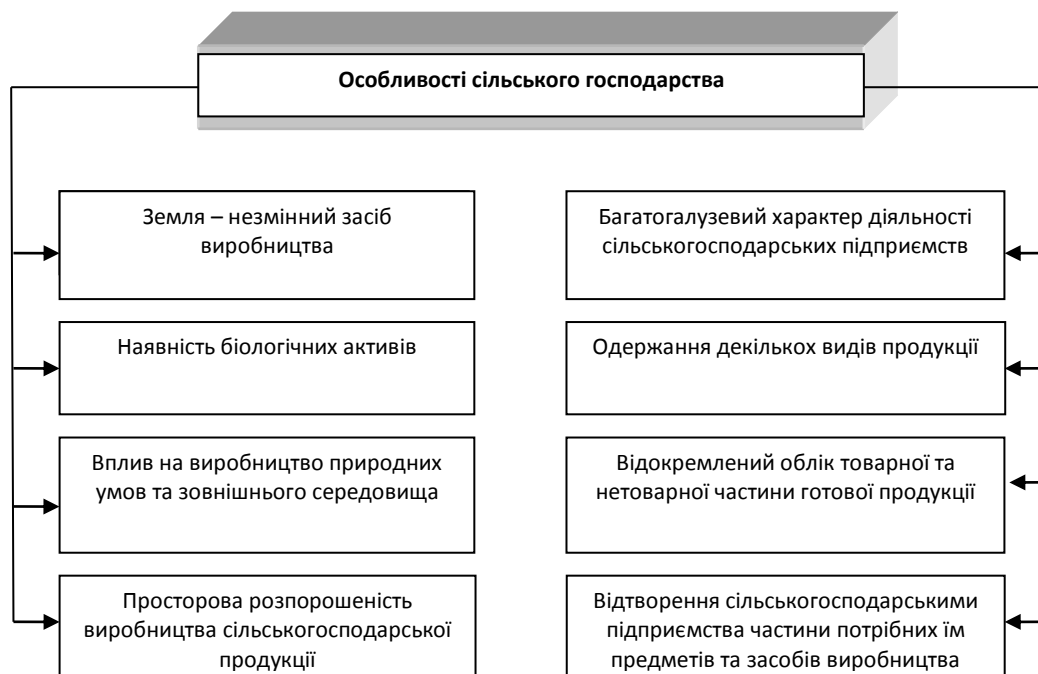 Особливості сільського господарства
Земля – незмінний засіб
виробництва
Багатогалузевий характер діяльності
сільськогосподарських підприємств
Наявність біологічних активів
Одержання декількох видів продукції
Вплив на виробництво природних
умов та зовнішнього середовища
Відокремлений облік товарної та
нетоварної частини готової продукції
Просторова розпорошеність
виробництва сільськогосподарської
продукції
Відтворення сільськогосподарськими
підприємства частини потрібних їм
предметів та засобів виробництва